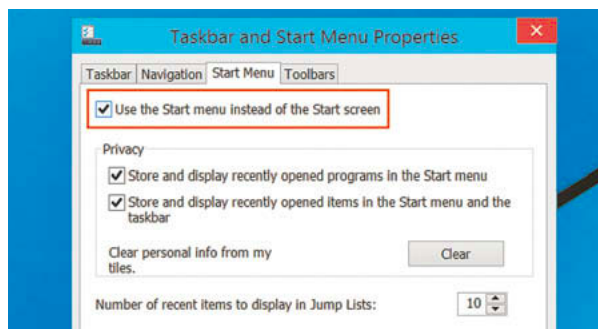 Taskbar and Start Menu Properties
Taskbar Navigation Start Menu Toolbars
Use the Start menu instead of the Start screen
Privacy
Store and display recently opened programs in the Start menu
Store and display recently opened items in the Start menu and the
taskbar
Clear personal info from my
tiles.
Clear
Number of recent items to display in Jump Lists:
10